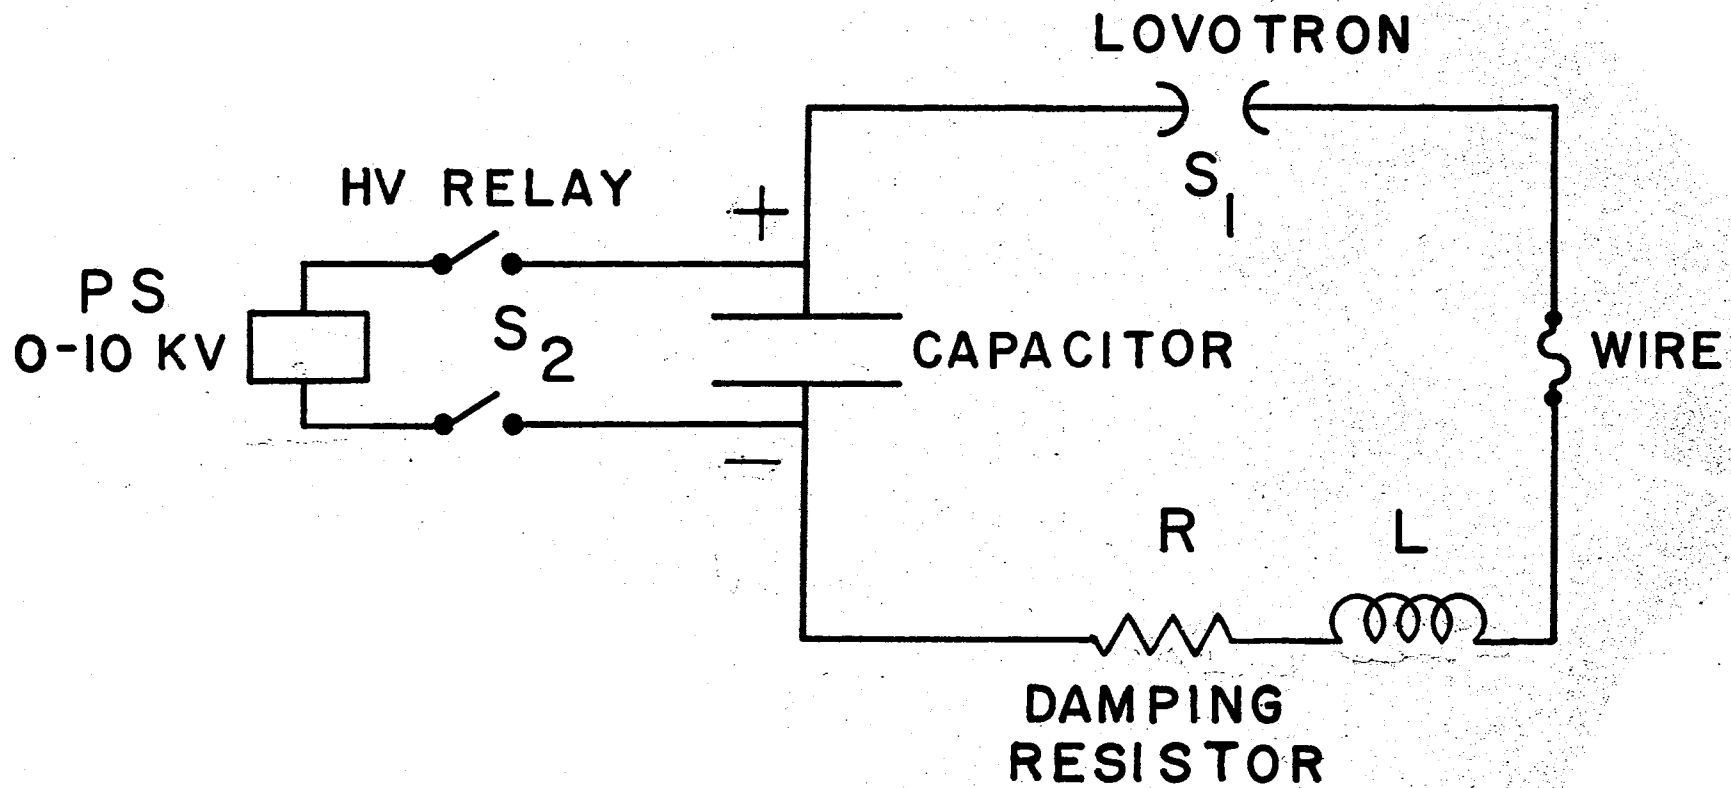 LOVOTRON
S1
HV RELAY
+
PS
0-10 KV
S2
CAPACITOR
WIRE
-
R
L
DAMPING
RESISTOR